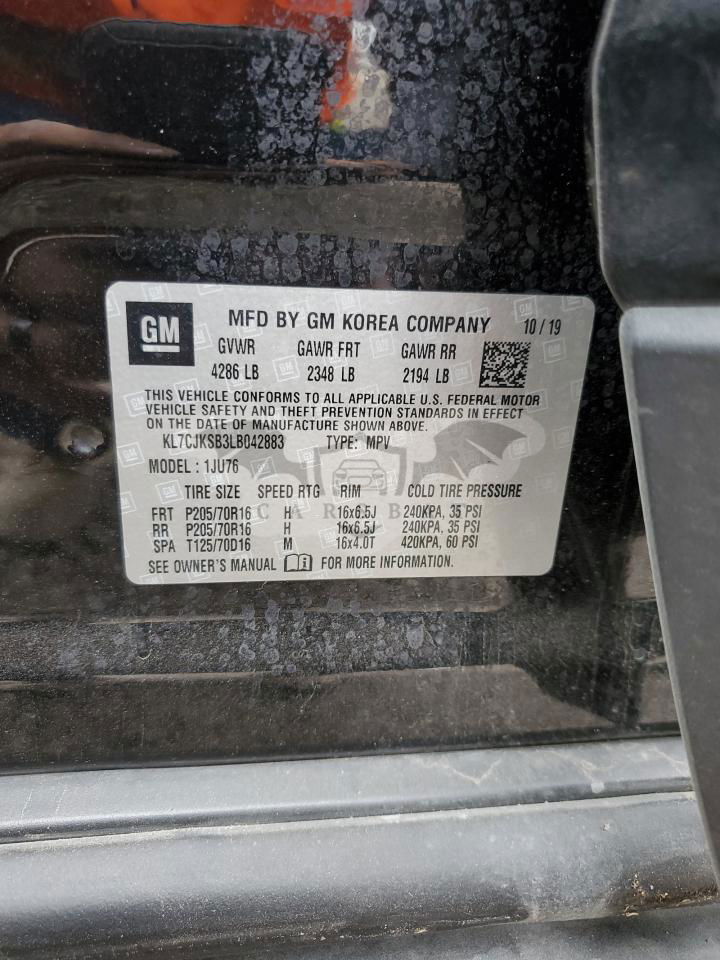 GM
MFD BY GM KOREA COMPANY 10 / 19
GVWR GAWR FRT GAWR RR
4286 LB 2348 LB 2194 LB
THIS VEHICLE CONFORMS TO ALL APPLICABLE U.S. FEDERAL MOTOR
VEHICLE SAFETY AND THEFT PREVENTION STANDARDS IN EFFECT
ON THE DATE OF MANUFACTURE SHOWN ABOVE.
KL7CJKSB3LB042883 TYPE: MPV
MODEL : 1JU76
TIRE SIZE SPEED RTG RIM COLD TIRE PRESSURE
FRT P205/70R16 H 16x6.5J 240KPA, 35 PSI
RR P205/70R16 H 16x6.5J 240KPA, 35 PSI
SPA T125/70D16 M 16x4.0T 420KPA, 60 PSI
SEE OWNER'S MANUAL FOR MORE INFORMATION.